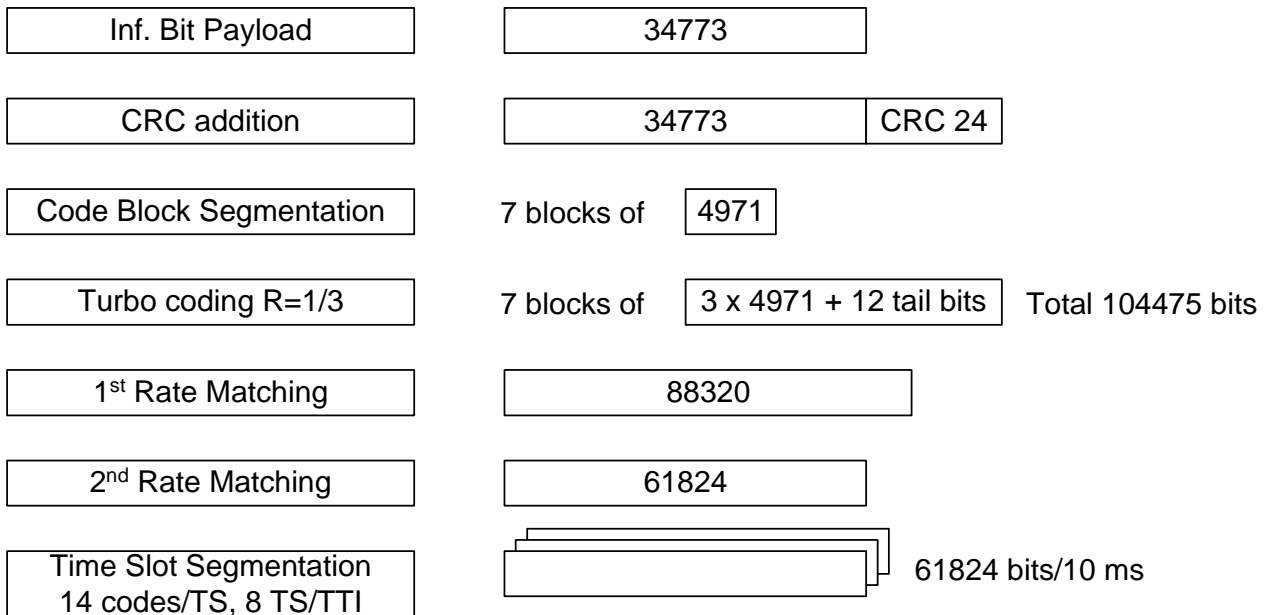 Inf. Bit Payload 34773
CRC addition 34773 CRC 24
Code Block Segmentation 7 blocks of 4971
Turbo coding R=1/3 7 blocks of 3 x 4971 + 12 tail bits Total 104475 bits
1st Rate Matching 88320
2nd Rate Matching 61824
Time Slot Segmentation
14 codes/TS, 8 TS/TTI
61824 bits/10 ms